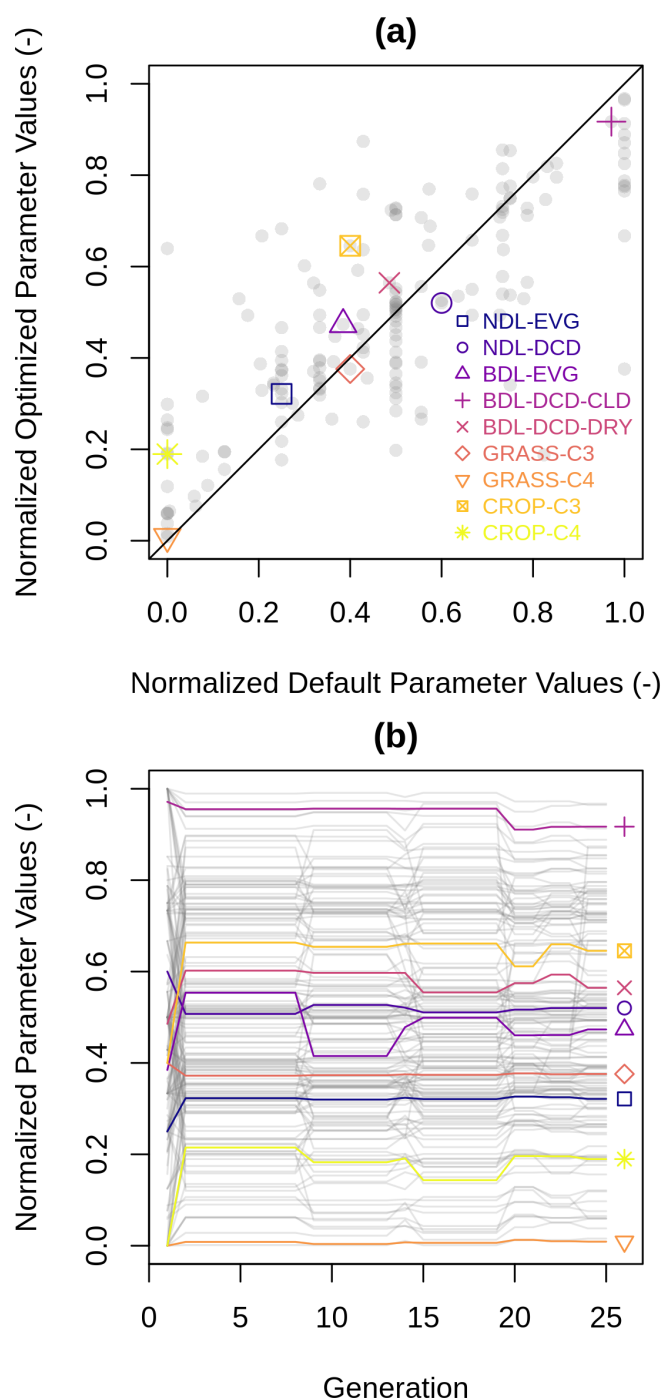 (a)
Normalized Optimized Parameter Values (-)
1.0
0.8
0.6
0.4
0.2
0.0
NDL-EVG
NDL-DCD
BDL-EVG
BDL-DCD-CLD
BDL-DCD-DRY
GRASS-C3
GRASS-C4
CROP-C3
CROP-C4
0.0 0.2 0.4 0.6 0.8 1.0
Normalized Default Parameter Values (-)
(b)
Normalized Parameter Values (-)
1.0
0.8
0.6
0.4
0.2
0.0
0 5 10 15 20 25
Generation